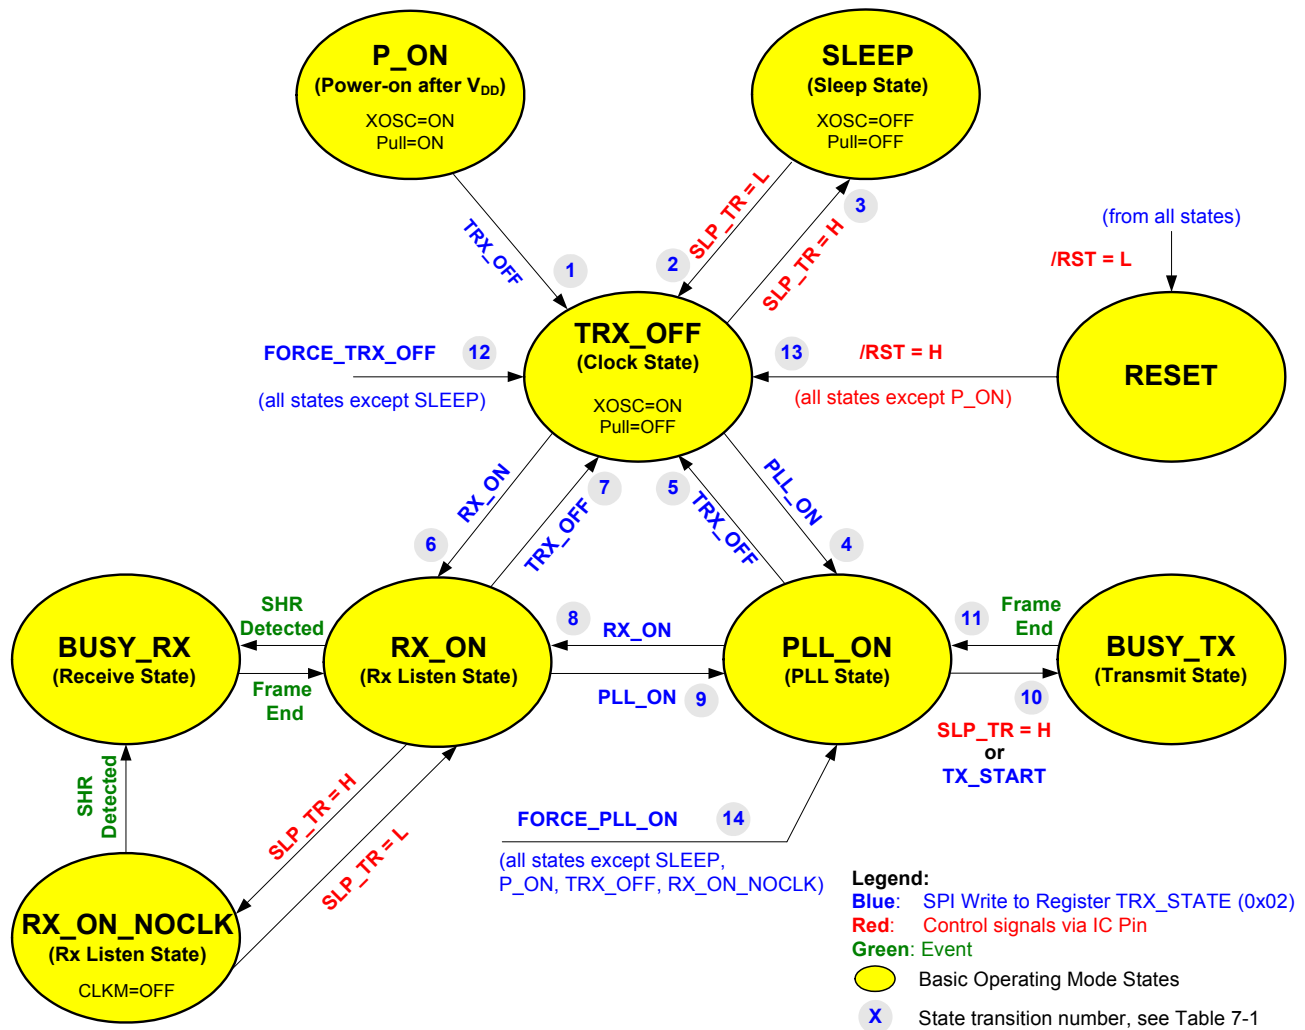 P_ON
(Power-on after VDD)
XOSC=ON
Pull=ON
SLEEP
(Sleep State)
XOSC=OFF
Pull=OFF
TRX_OFF
1
SLP_TR = L
2
SLP_TR = H
3
(from all states)
/RST = L
RESET
TRX_OFF
(Clock State)
XOSC=ON
Pull=OFF
FORCE_TRX_OFF
12
(all states except SLEEP)
/RST = H
13
(all states except P_ON)
RX_ON
6
TRX_OFF
7
TRX_OFF
5
PLL_ON
4
BUSY_RX
(Receive State)
SHR
Detected
Frame
End
RX_ON
(Rx Listen State)
8
RX_ON
PLL_ON
9
PLL_ON
(PLL State)
11
Frame
End
10
SLP_TR = H
or
TX_START
BUSY_TX
(Transmit State)
SHR
Detected
SLP_TR = H
SLP_TR = L
RX_ON_NOCLK
(Rx Listen State)
CLKM=OFF
FORCE_PLL_ON
14
(all states except SLEEP,
P_ON, TRX_OFF, RX_ON_NOCLK)
Legend:
Blue: SPI Write to Register TRX_STATE (0x02)
Red: Control signals via IC Pin
Green: Event
Basic Operating Mode States
X State transition number, see Table 7-1